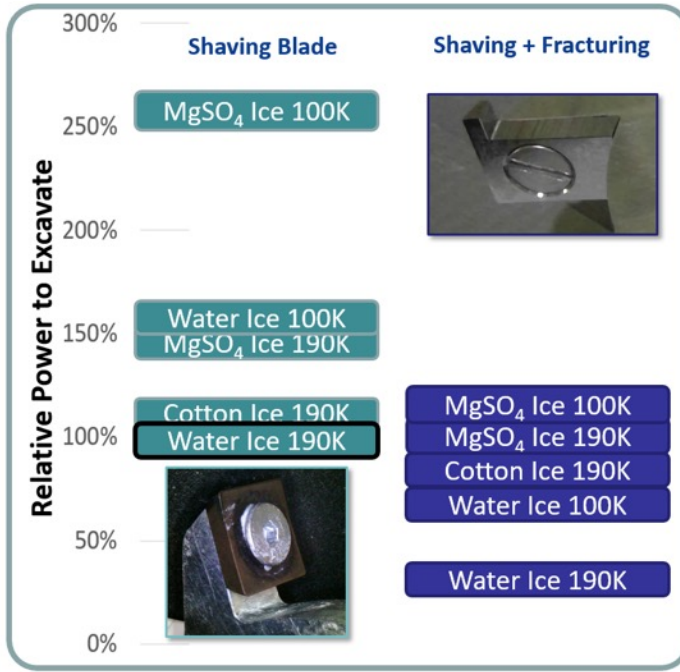 300%
250%
200%
150%
100%
50%
0%
Relative Power to Excavate
Shaving Blade
MgSO₄ Ice 100K
Water Ice 100K
MgSO₄ Ice 190K
Cotton Ice 190K
Water Ice 190K
Shaving + Fracturing
MgSO₄ Ice 100K
MgSO₄ Ice 190K
Cotton Ice 190K
Water Ice 100K
Water Ice 190K